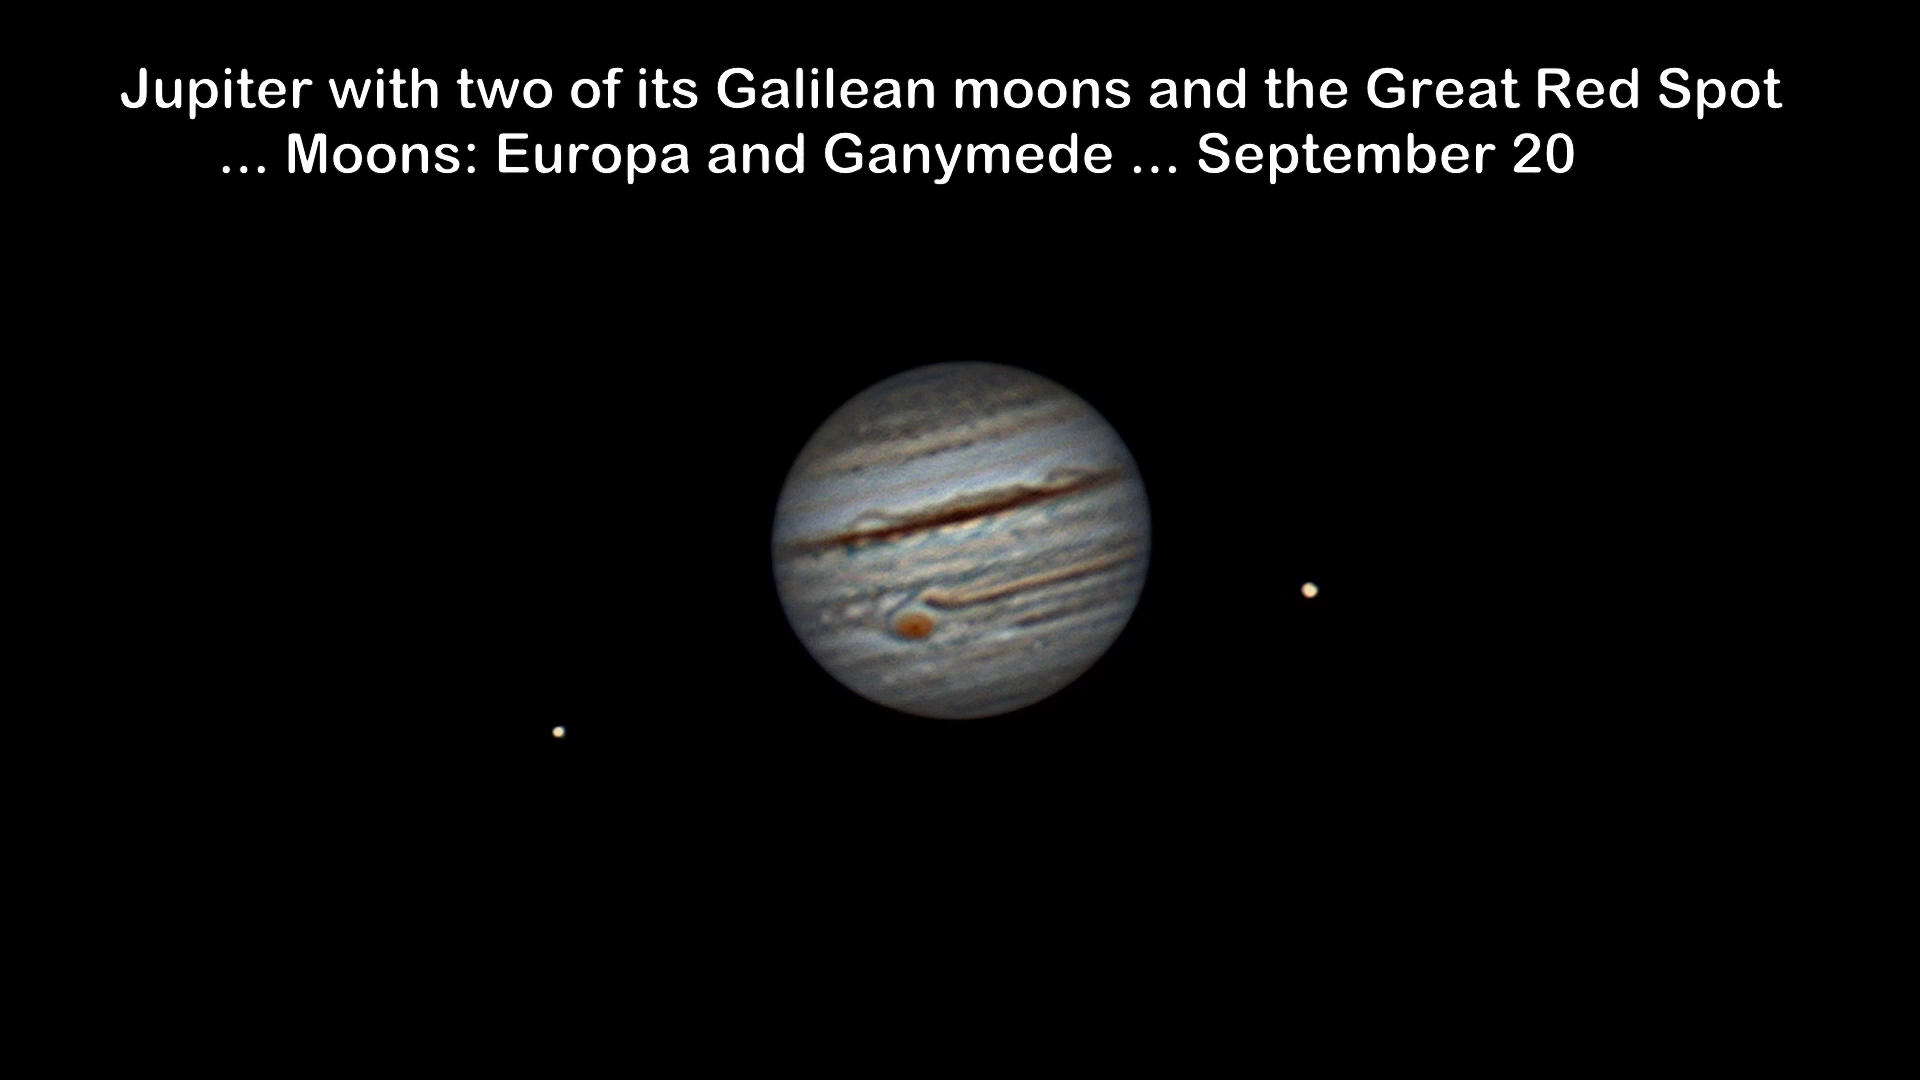 Jupiter with two of its Galilean moons and the Great Red Spot
... Moons: Europa and Ganymede ... September 20